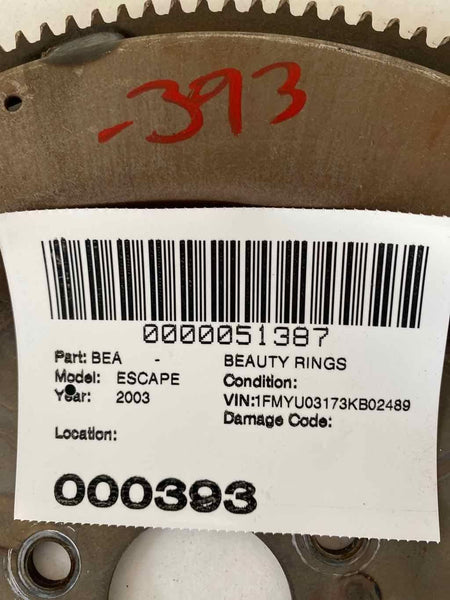 -393
0000051387
Part: BEA - BEAUTY RINGS
Model: ESCAPE Condition:
Year: 2003 VIN:1FMYU03173KB02489
Damage Code:
Location:
000393